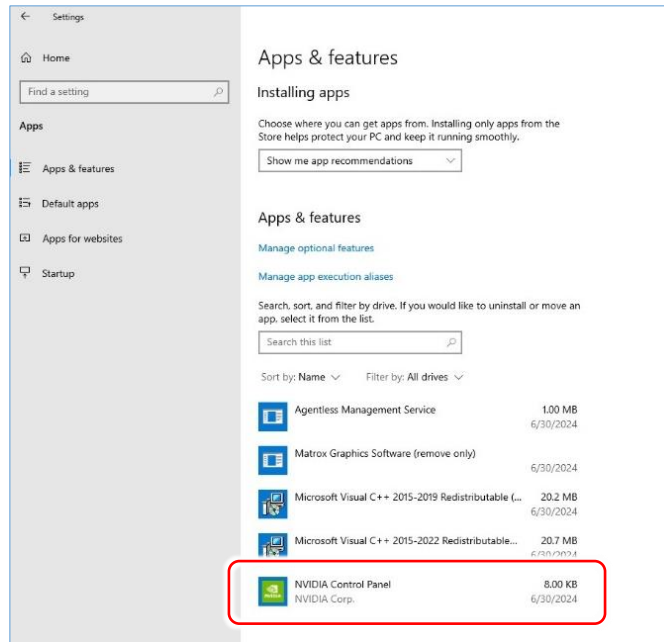 Settings
Home
Find a setting
Apps
Apps & features
Default apps
Apps for websites
Startup
Apps & features
Installing apps
Choose where you can get apps from. Installing only apps from the
Store helps protect your PC and keep it running smoothly.
Show me app recommendations
Apps & features
Manage optional features
Manage app execution aliases
Search, sort, and filter by drive. If you would like to uninstall or move an
app, select it from the list.
Search this list
Sort by: Name Filter by: All drives
Agentless Management Service 1.00 MB
6/30/2024
Matrox Graphics Software (remove only)
6/30/2024
Microsoft Visual C++ 2015-2019 Redistributable (... 20.2 MB
6/30/2024
Microsoft Visual C++ 2015-2022 Redistributable... 20.7 MB
6/30/2024
NVIDIA Control Panel 8.00 KB
NVIDIA Corp. 6/30/2024